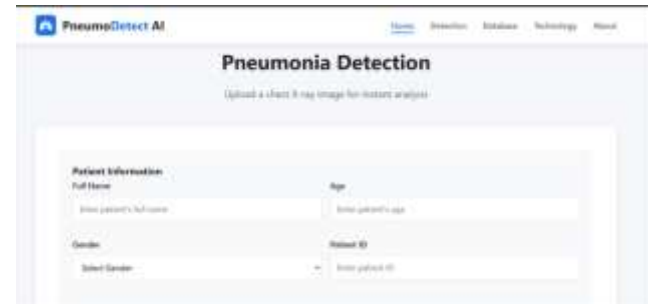 PneumoDetect AI
Home Detection Database Technology About
Pneumonia Detection
Upload a chest X-ray image for instant analysis
Patient Information
Full Name Age
Enter patient's full name Enter patient's age
Gender Patient ID
Select Gender Enter patient ID